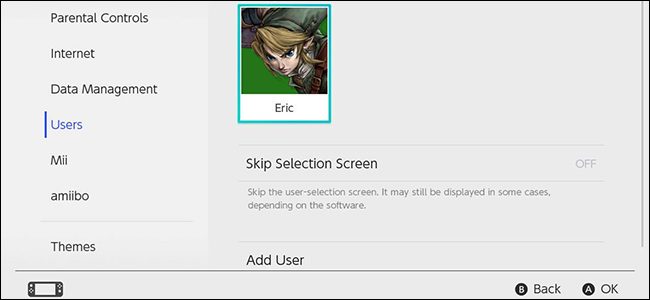 Parental Controls
Internet
Data Management
Users
Mii
amiibo
Themes
Eric
Skip Selection Screen OFF
Skip the user-selection screen. It may still be displayed in some cases,
depending on the software.
Add User
B Back A OK